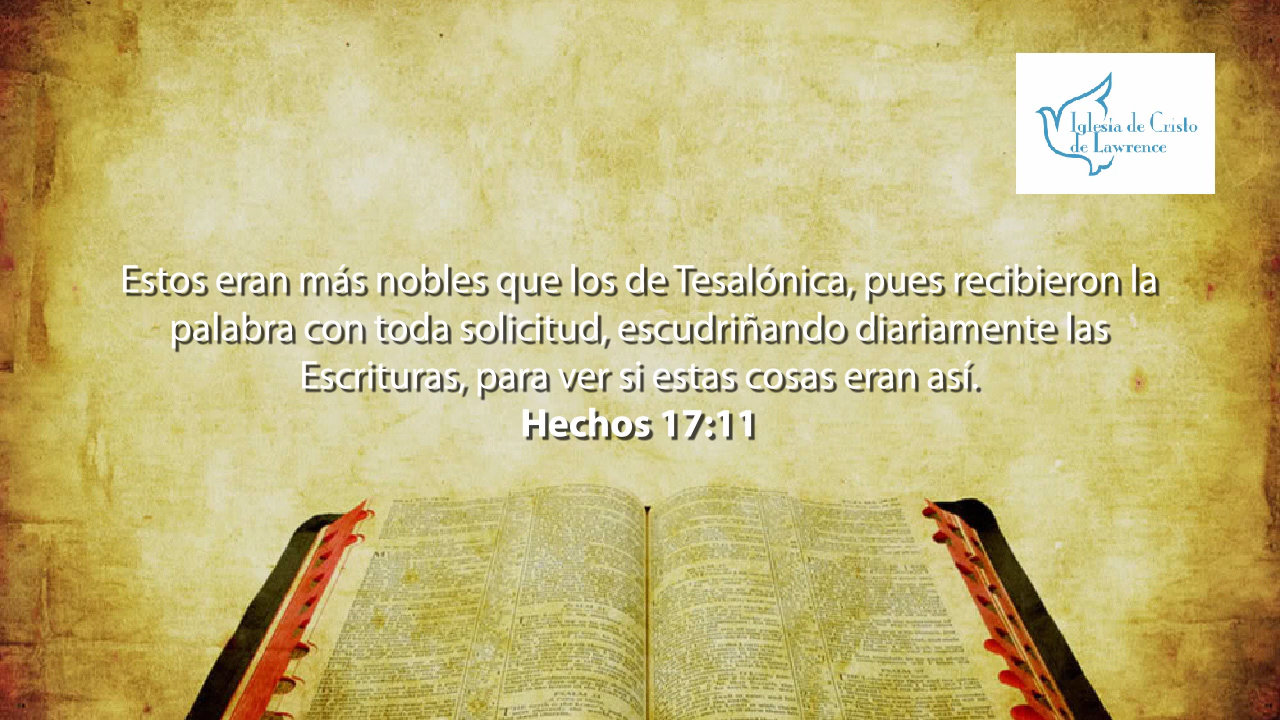 Iglesia de Cristo
de Lawrence
Estos eran más nobles que los de Tesalónica, pues recibieron la
palabra con toda solicitud, escudriñando diariamente las
Escrituras, para ver si estas cosas eran así.
Hechos 17:11